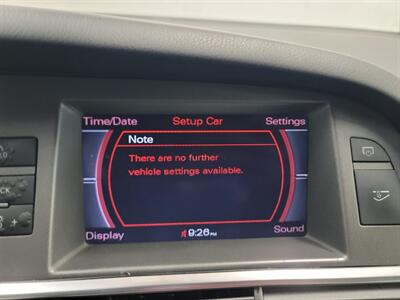 Time/Date
Setup Car
Settings
Note
There are no further
vehicle settings available.
Display
9:26 PM
Sound